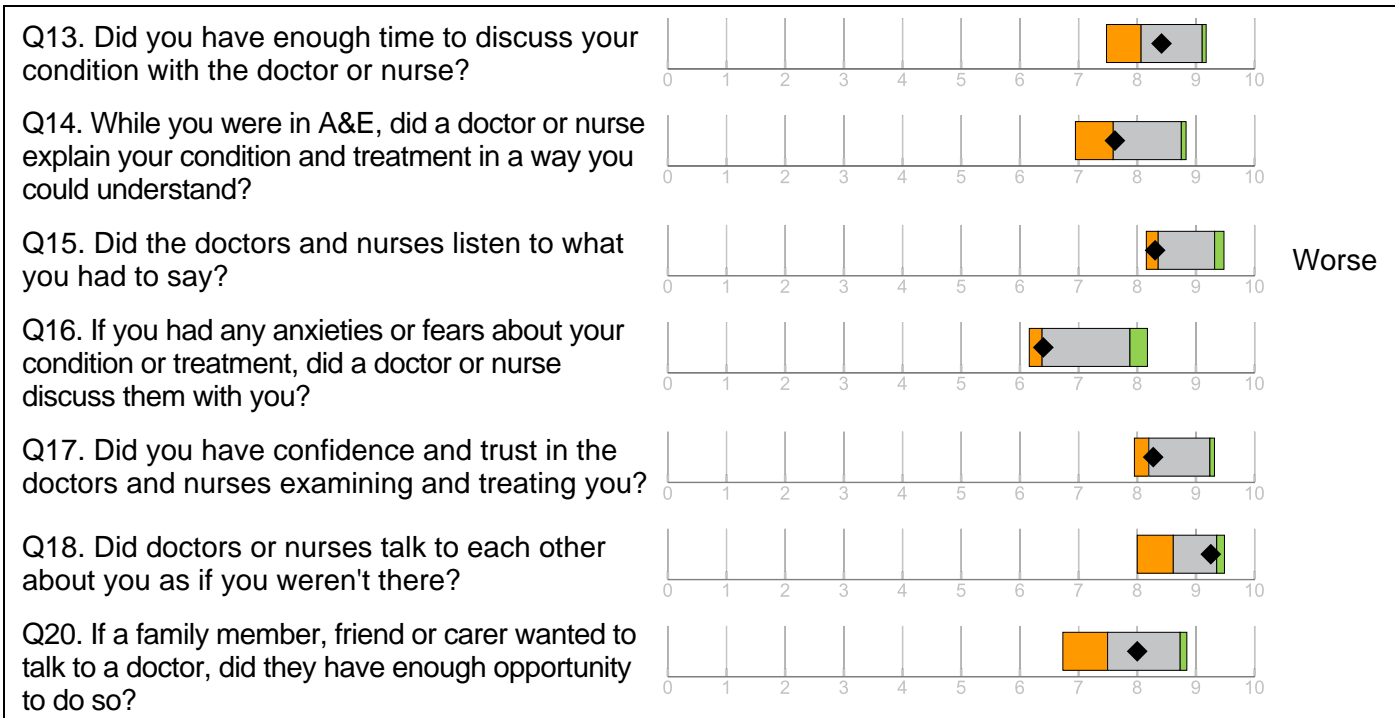 Q13. Did you have enough time to discuss your
condition with the doctor or nurse?
0 1 2 3 4 5 6 7 8 9 10
Q14. While you were in A&E, did a doctor or nurse
explain your condition and treatment in a way you
could understand?
0 1 2 3 4 5 6 7 8 9 10
Q15. Did the doctors and nurses listen to what
you had to say?
0 1 2 3 4 5 6 7 8 9 10
Worse
Q16. If you had any anxieties or fears about your
condition or treatment, did a doctor or nurse
discuss them with you?
0 1 2 3 4 5 6 7 8 9 10
Q17. Did you have confidence and trust in the
doctors and nurses examining and treating you?
0 1 2 3 4 5 6 7 8 9 10
Q18. Did doctors or nurses talk to each other
about you as if you weren't there?
0 1 2 3 4 5 6 7 8 9 10
Q20. If a family member, friend or carer wanted to
talk to a doctor, did they have enough opportunity
to do so?
0 1 2 3 4 5 6 7 8 9 10